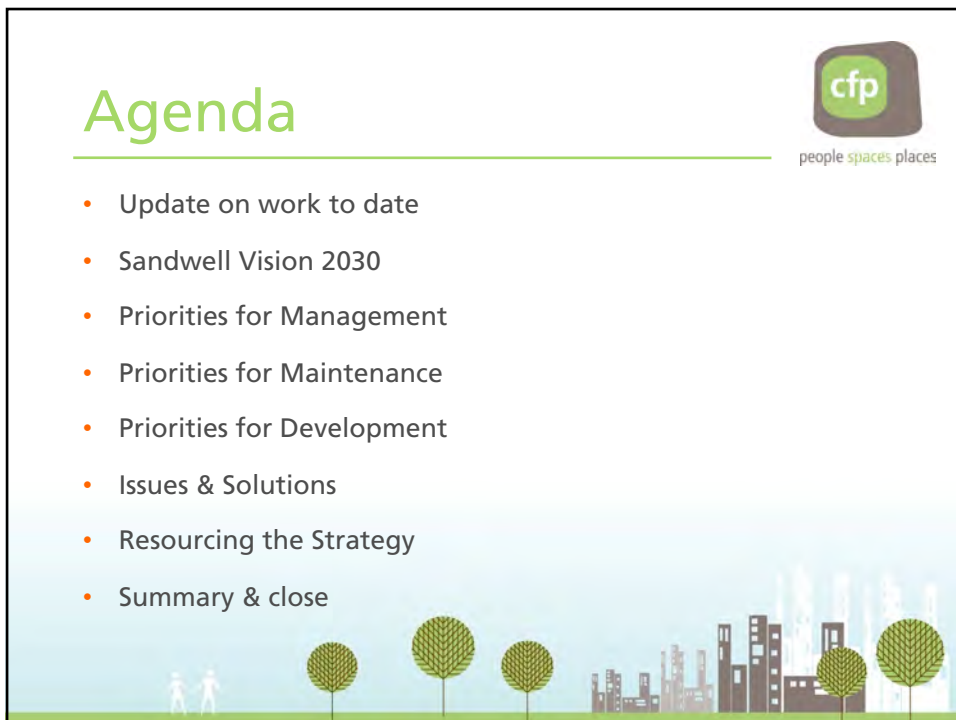 Agenda
cfp
people spaces places
• Update on work to date
• Sandwell Vision 2030
• Priorities for Management
• Priorities for Maintenance
• Priorities for Development
• Issues & Solutions
• Resourcing the Strategy
• Summary & close